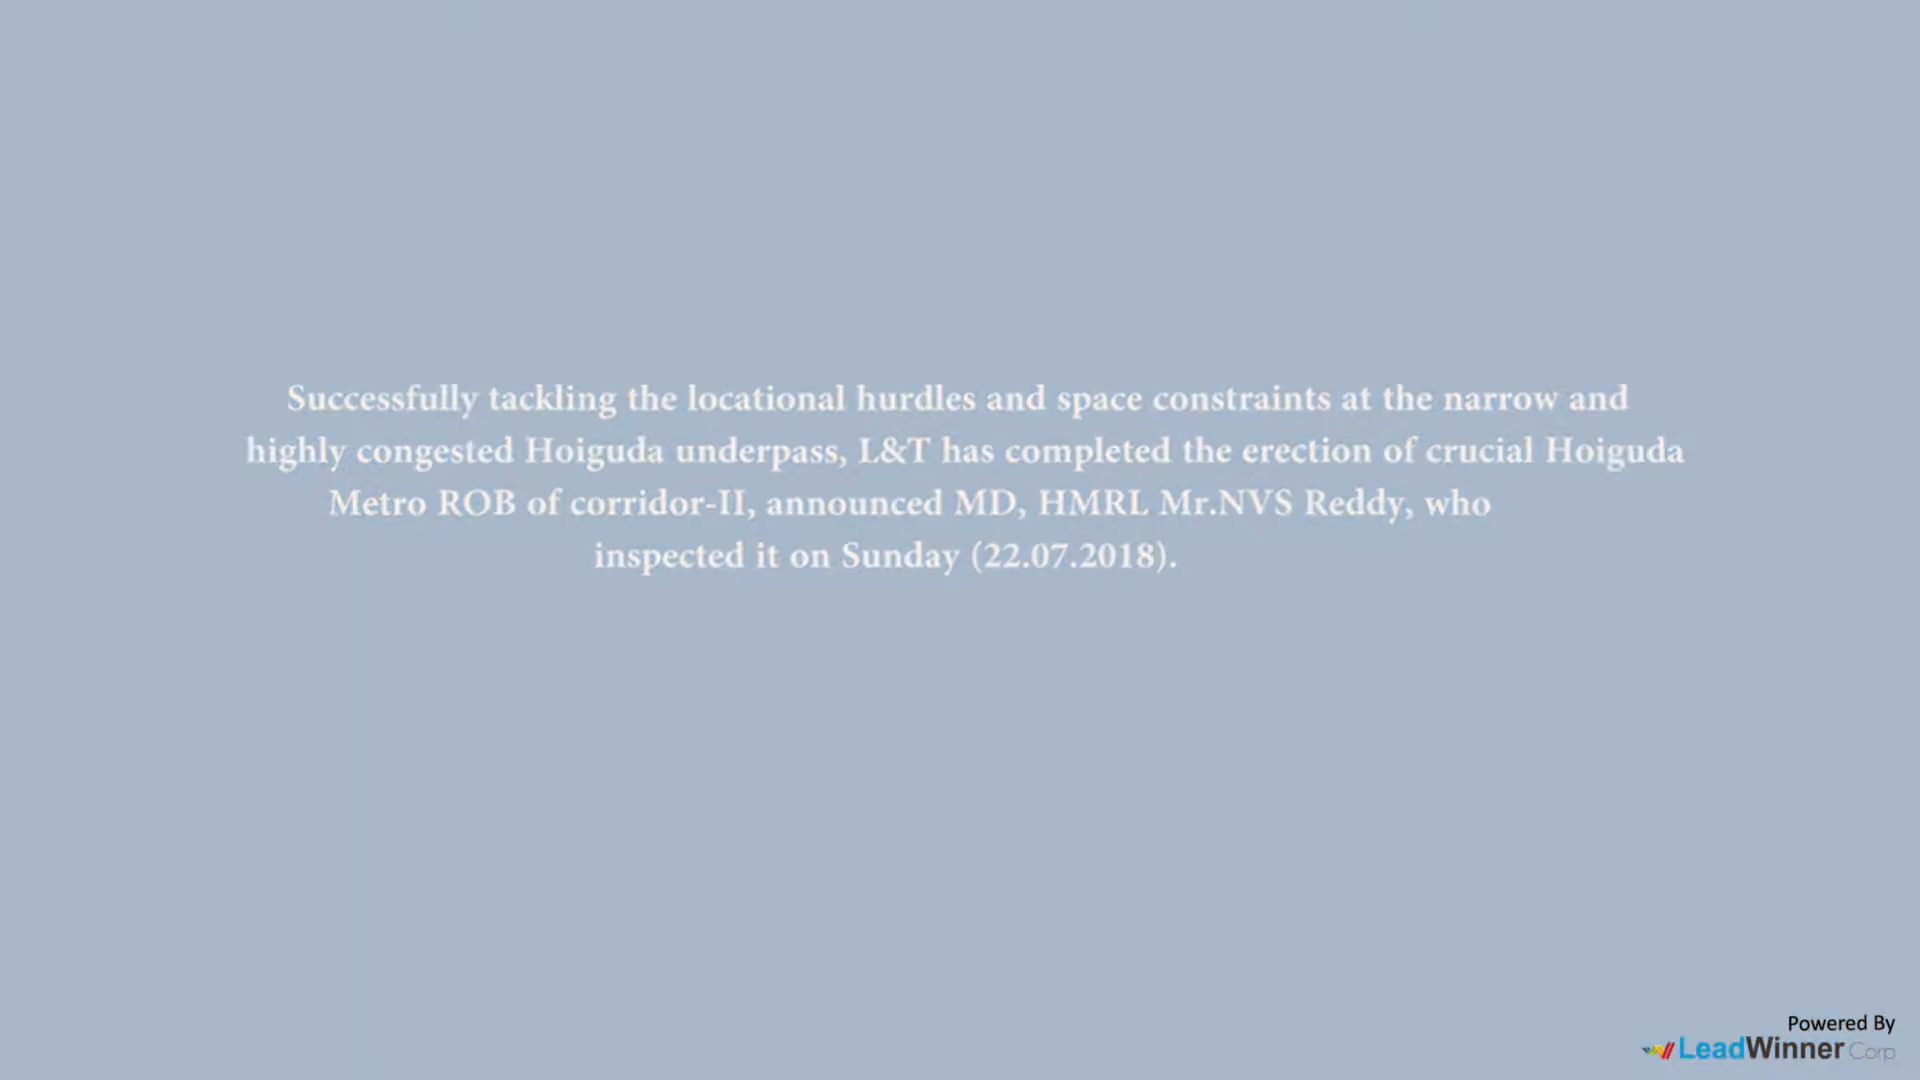 Successfully tackling the locational hurdles and space constraints at the narrow and
highly congested Hoiguda underpass, L&T has completed the erection of crucial Hoiguda
Metro ROB of corridor-II, announced MD, HMRL Mr.NVS Reddy, who
inspected it on Sunday (22.07.2018).
Powered By
LeadWinner Corp